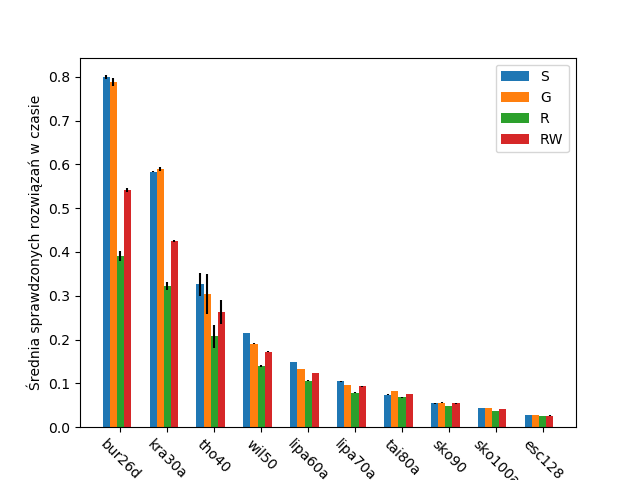 Średnia sprawdzonych rozwiązań w czasie
0.8
0.7
0.6
0.5
0.4
0.3
0.2
0.1
0.0
S
G
R
RW
bur26d
kra30a
tho40
wil50
lipa60a
lipa70a
tai80a
sko90
sko100a
esc128